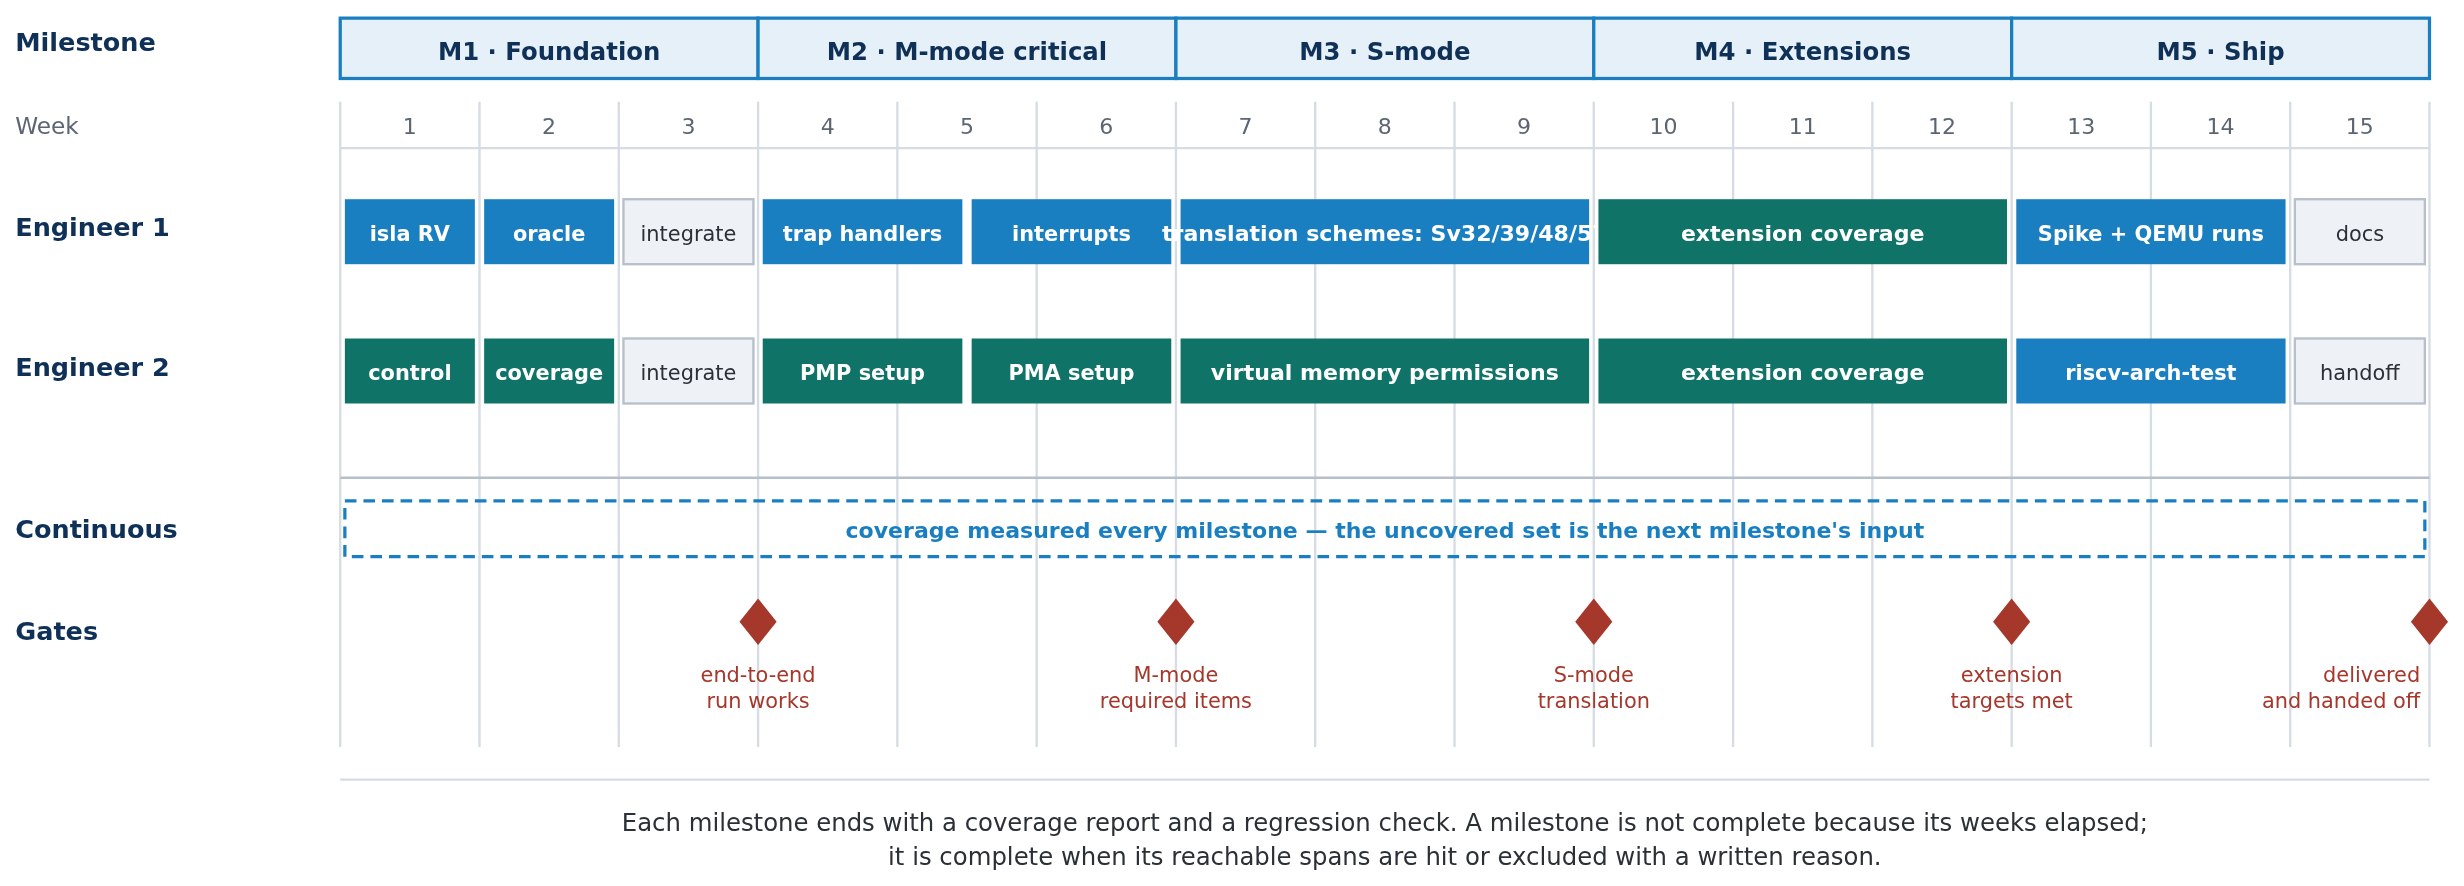 Milestone
M1 · Foundation
M2 · M-mode critical
M3 · S-mode
M4 · Extensions
M5 · Ship
Week
1
2
3
4
5
6
7
8
9
10
11
12
13
14
15
Engineer 1
isla RV
oracle
integrate
trap handlers
interrupts
translation schemes: Sv32/39/48/5
extension coverage
Spike + QEMU runs
docs
Engineer 2
control
coverage
integrate
PMP setup
PMA setup
virtual memory permissions
extension coverage
riscv-arch-test
handoff
Continuous
coverage measured every milestone — the uncovered set is the next milestone's input
Gates
end-to-end
run works
M-mode
required items
S-mode
translation
extension
targets met
delivered
and handed off
Each milestone ends with a coverage report and a regression check. A milestone is not complete because its weeks elapsed;
it is complete when its reachable spans are hit or excluded with a written reason.